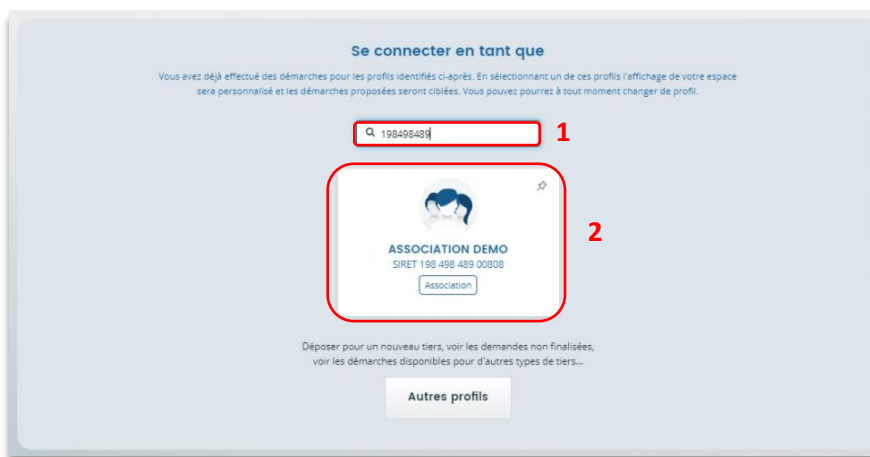 Se connecter en tant que
Vous avez déjà effectué des démarches pour les profils identifiés ci-après. En sélectionnant un de ces profils l'affichage de votre espace
sera personnalisé et les démarches proposées seront ciblées. Vous pouvez pourrez à tout moment changer de profil.
198498489
1
ASSOCIATION DEMO
SIRET 198 498 489 00808
Association
2
Déposer pour un nouveau tiers, voir les demandes non finalisées,
voir les démarches disponibles pour d'autres types de tiers...
Autres profils